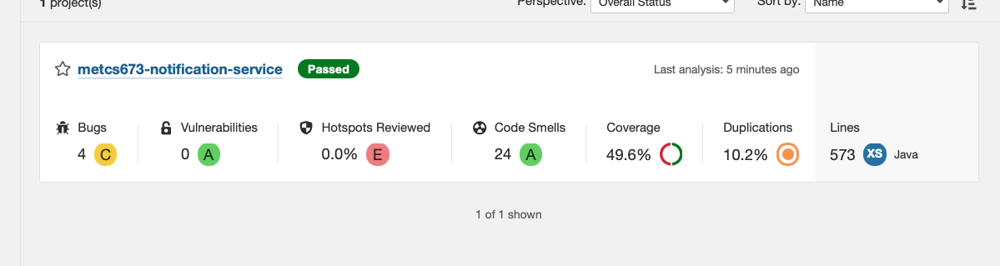 1 project(s)
Perspective: Overall Status Sort by: Name
metcs673-notification-service Passed Last analysis: 5 minutes ago
Bugs Vulnerabilities Hotspots Reviewed Code Smells Coverage Duplications Lines
4 C 0 A 0.0% E 24 A 49.6% 10.2% 573 XS Java
1 of 1 shown